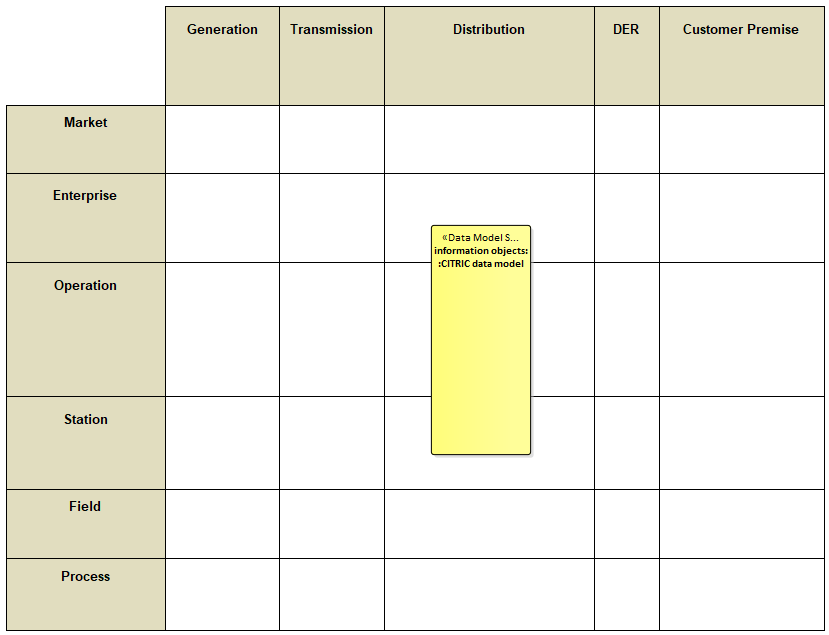 Generation Transmission Distribution DER Customer Premise
Market
Enterprise
«Data Model S...
information objects:
:CITRIC data model
Operation
Station
Field
Process